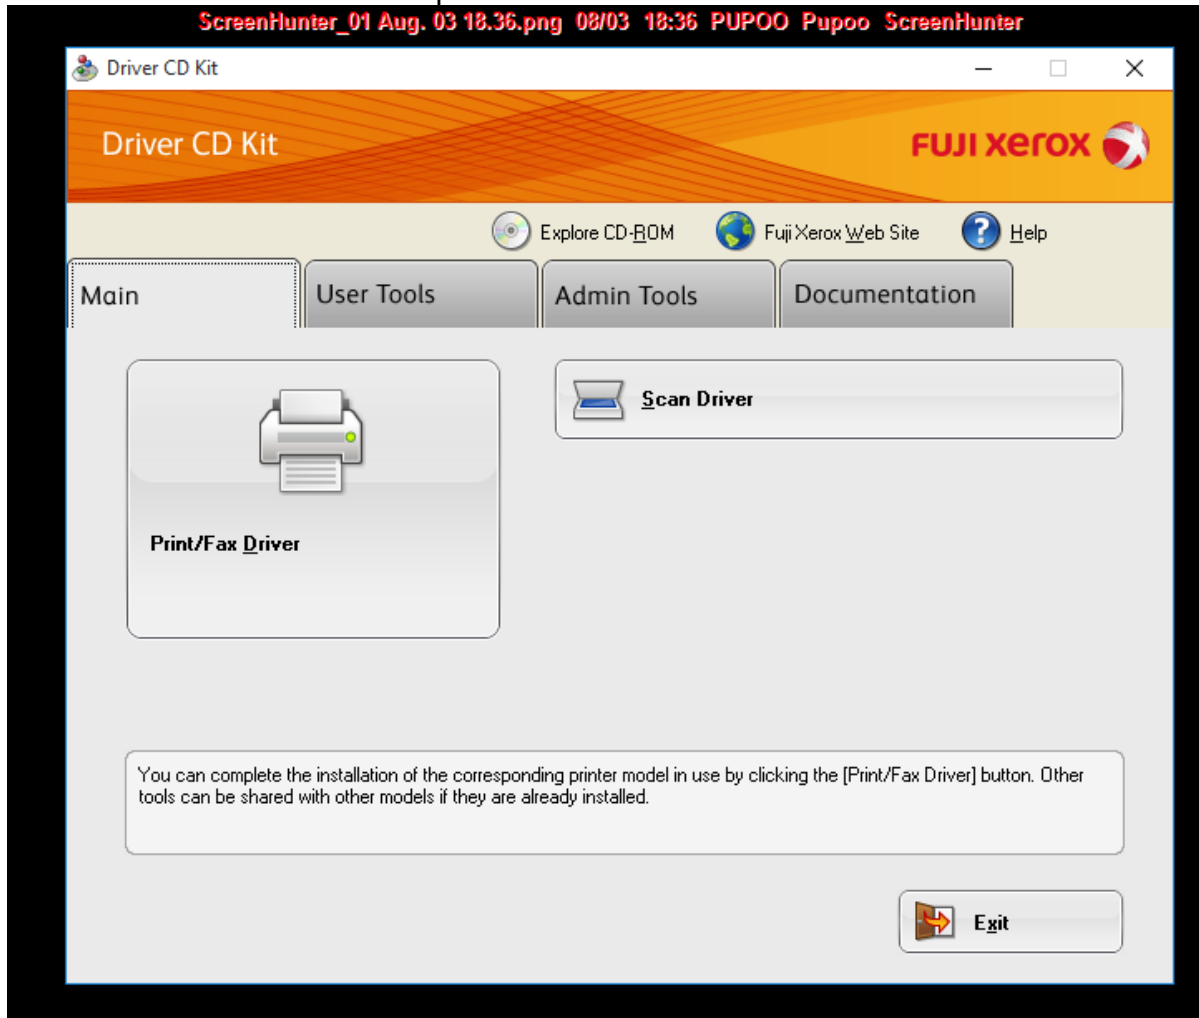 ScreenHunter_01 Aug. 03 18.36.png 08/03 18:36 PUPOO Pupoo ScreenHunter
Driver CD Kit
Driver CD Kit
FUJI xerox
Explore CD-ROM
Fuji Xerox Web Site
Help
Main
User Tools
Admin Tools
Documentation
Scan Driver
Print/Fax Driver
You can complete the installation of the corresponding printer model in use by clicking the [Print/Fax Driver] button. Other
tools can be shared with other models if they are already installed.
Exit